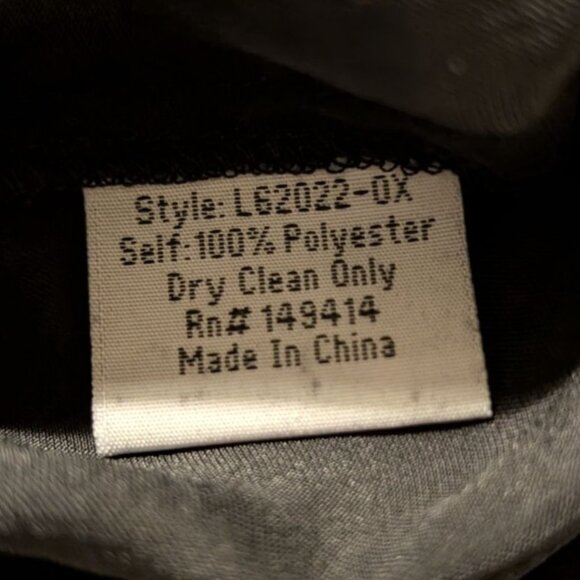 Style: L62022-0X
Self: 100% Polyester
Dry Clean Only
Rn# 149414
Made In China